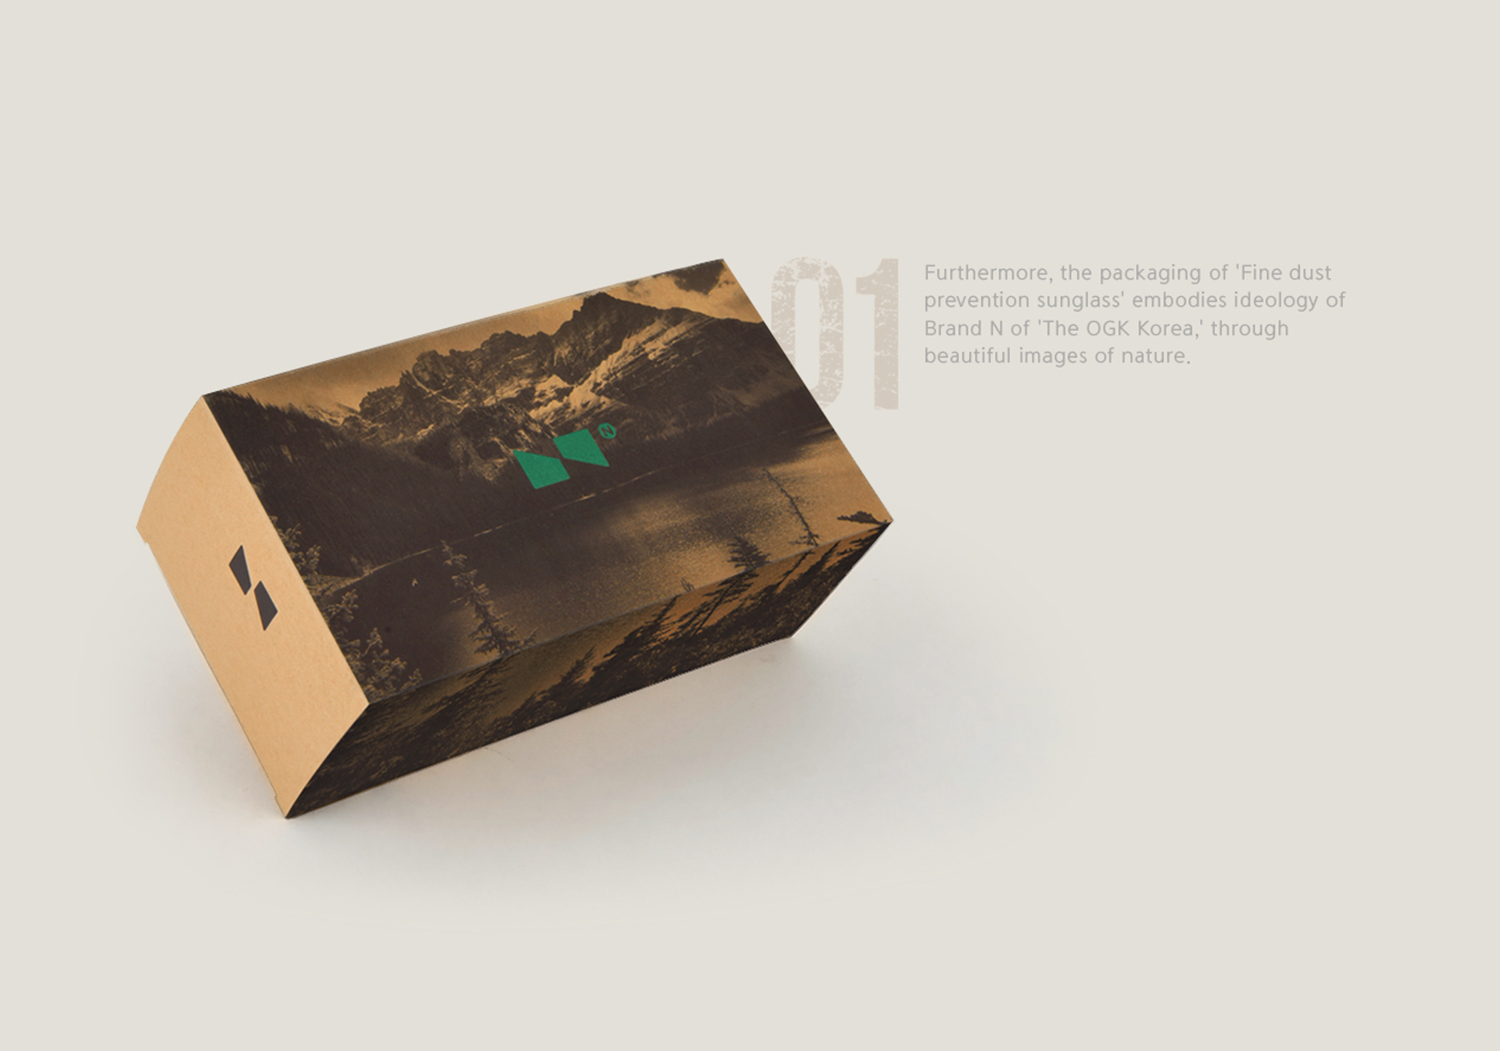 01
Furthermore, the packaging of 'Fine dust
prevention sunglass' embodies ideology of
Brand N of 'The OGK Korea,' through
beautiful images of nature.
N